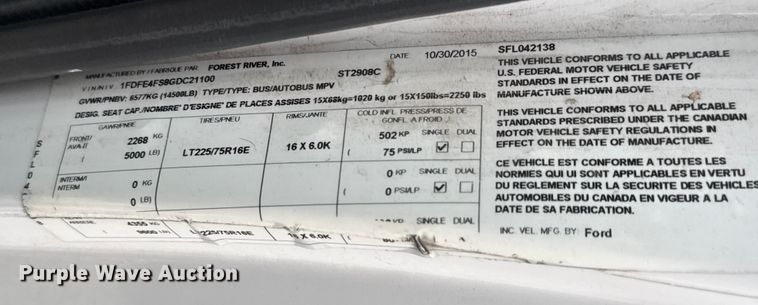 MANUFACTURED BY / FABRIQUE PAR: FOREST RIVER, Inc. DATE 10/30/2015 SFL042138
V I N/N I V: 1FDFE4FS9GDC21100 ST2908C
GVWR/PNBV: 6577KG (14500LB) TYPE/TYPE: BUS/AUTOBUS MPV
DESIG. SEAT CAP./NOMBRE' D'ESIGNE' DE PLACES ASSISES 15X68kg=1020 kg or 15X150lbs=2250 lbs
GAWR/PNBE TIRES/PNEU RIMS/JANTE COLD INFL PRESS/PRESS DE GONFL A FROID
FRONT/ AVA 2268 KG LT225/75R16E 16 X 6.0K 502 KP SINGLE DUAL
( 5000 LB) ( 75 PSI/LP
INTERM/ INTERM 0 KG 0 KP SINGLE DUAL
( 0 LB) ( 0 PSI/LP
4355 KG SINGLE DUAL
LT225/75R16E 16 X 6.0K
THIS VEHICLE CONFORMS TO ALL APPLICABLE
U.S. FEDERAL MOTOR VEHICLE SAFETY
STANDARDS IN EFFECT ON THE DATE OF
MANUFACTURE SHOWN ABOVE.
THIS VEHICLE CONFORMS TO ALL APPLICABLE
STANDARDS PRESCRIBED UNDER THE CANADIAN
MOTOR VEHICLE SAFETY REGULATIONS IN
EFFECT ON THE DATE OF MANUFACTURE.
CE VEHICULE EST CONFORME A TOUTES LES
NORMIES QUI UI SONT APPLICABLES EN VERTU
DU REGLEMENT SUR LA SECURITE DES VEHICLES
AUTOMOBILES DU CANADA EN VIGEUR A LA
DATE DE SA FABRICATION.
INC. VEL. MFG. BY: Ford
Purple Wave Auction